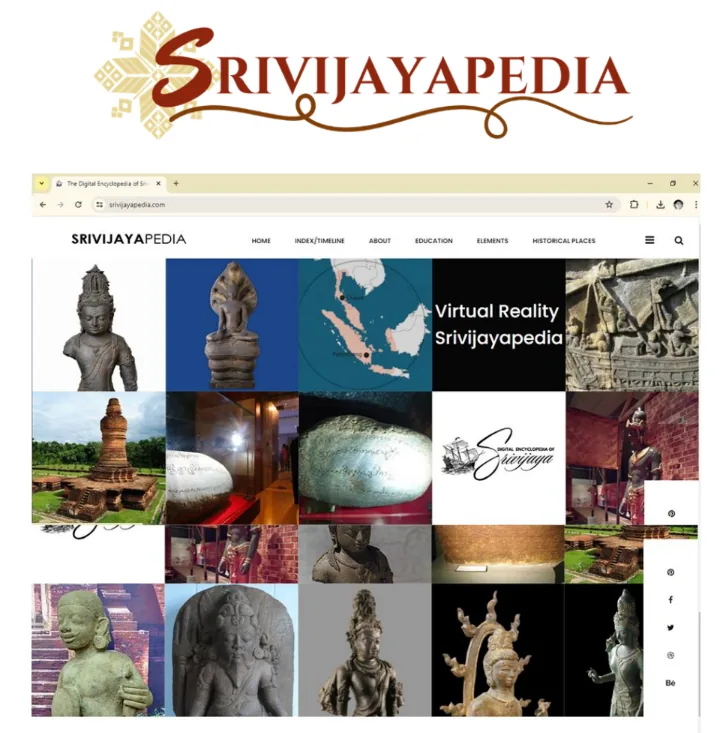 SRIVIJAYAPEDIA
The Digital Encyclopedia of Sri
srivijayapedia.com
SRIVIJAYAPEDIA
HOME INDEX/TIMELINE ABOUT EDUCATION ELEMENTS HISTORICAL PLACES
Virtual Reality
Srivijayapedia
DIGITAL ENCYCLOPEDIA OF
Srivijaya
Bē